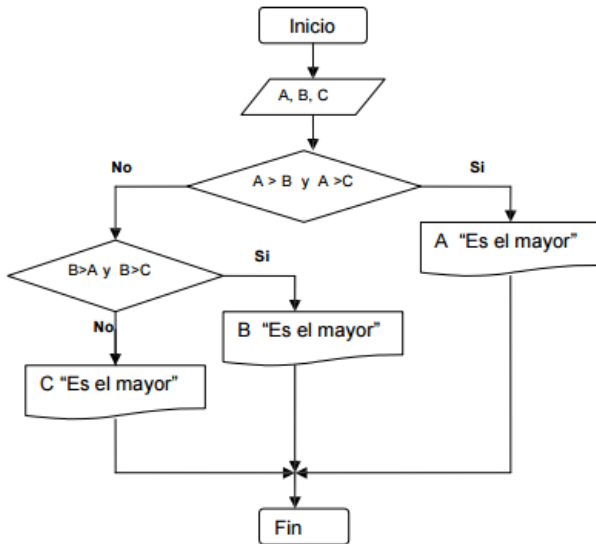 Inicio
A, B, C
No
Si
A > B y A >C
A "Es el mayor”
B>A y B>C
Si
No
B “Es el mayor”
C “Es el mayor”
Fin